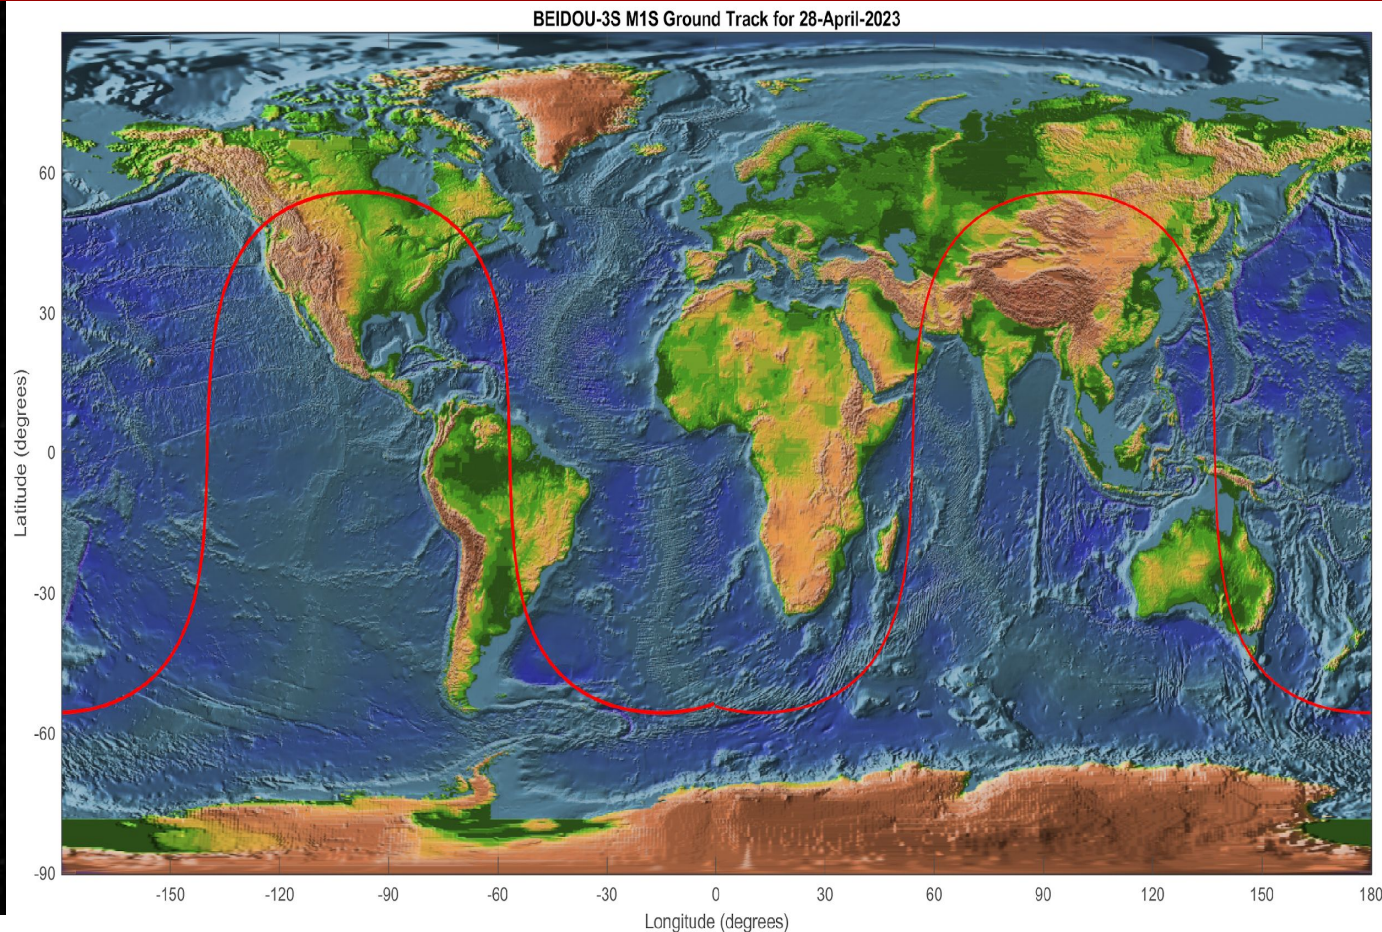 BEIDOU-3S M1S Ground Track for 28-April-2023
60
30
0
-30
-60
-90
Latitude (degrees)
-150 -120 -90 -60 -30 0 30 60 90 120 150 180
Longitude (degrees)